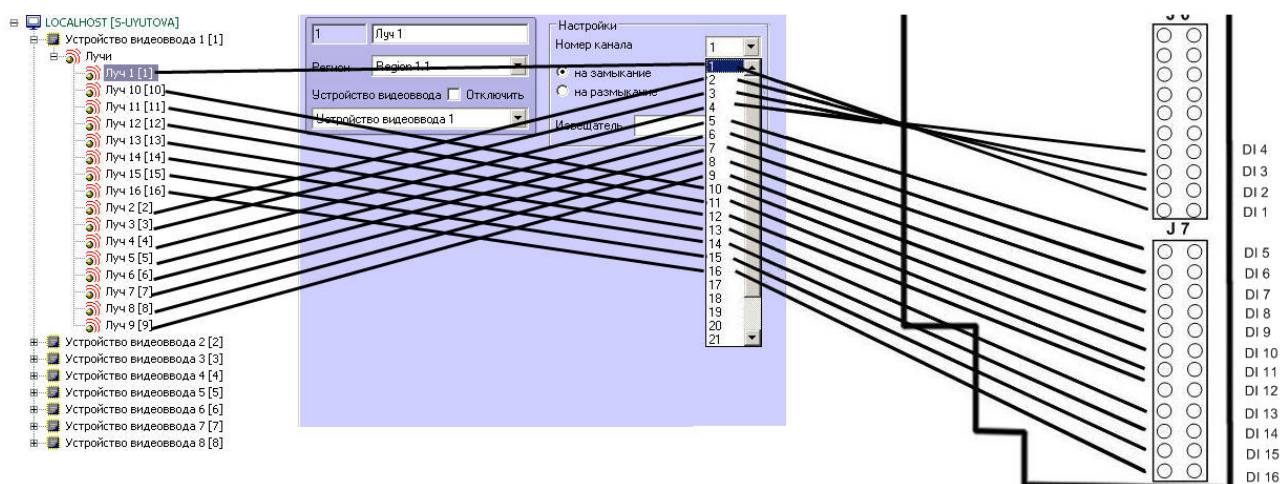 LOCALHOST [S-UYUTOVA]
Устройство видеоввода 1 [1]
Лучи
Луч 1 [1]
Луч 10 [10]
Луч 11 [11]
Луч 12 [12]
Луч 13 [13]
Луч 14 [14]
Луч 15 [15]
Луч 16 [16]
Луч 2 [2]
Луч 3 [3]
Луч 4 [4]
Луч 5 [5]
Луч 6 [6]
Луч 7 [7]
Луч 8 [8]
Луч 9 [9]
Устройство видеоввода 2 [2]
Устройство видеоввода 3 [3]
Устройство видеоввода 4 [4]
Устройство видеоввода 5 [5]
Устройство видеоввода 6 [6]
Устройство видеоввода 7 [7]
Устройство видеоввода 8 [8]
1 Луч 1
Регион Region 1.1
Устройство видеоввода Отключить
Устройство видеоввода 1
Настройки
Номер канала 1
на замыкание
на размыкание
Извещатель
1
2
3
4
5
6
7
8
9
10
11
12
13
14
15
16
17
18
19
20
21
DI 4
DI 3
DI 2
DI 1
J 7
DI 5
DI 6
DI 7
DI 8
DI 9
DI 10
DI 11
DI 12
DI 13
DI 14
DI 15
DI 16